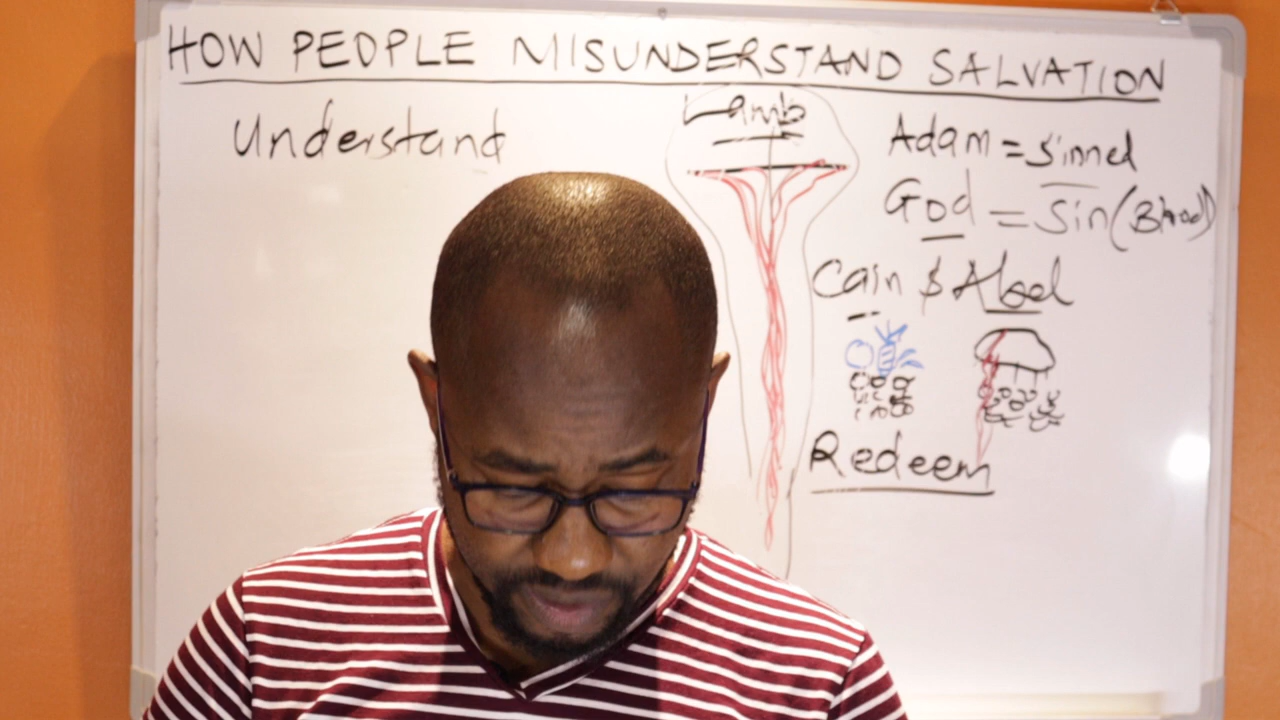 HOW PEOPLE MISUNDERSTAND SALVATION
Understand
Lamb
Adam = Sinned
God = Sin (Blood)
Cain & Abel
Redeem